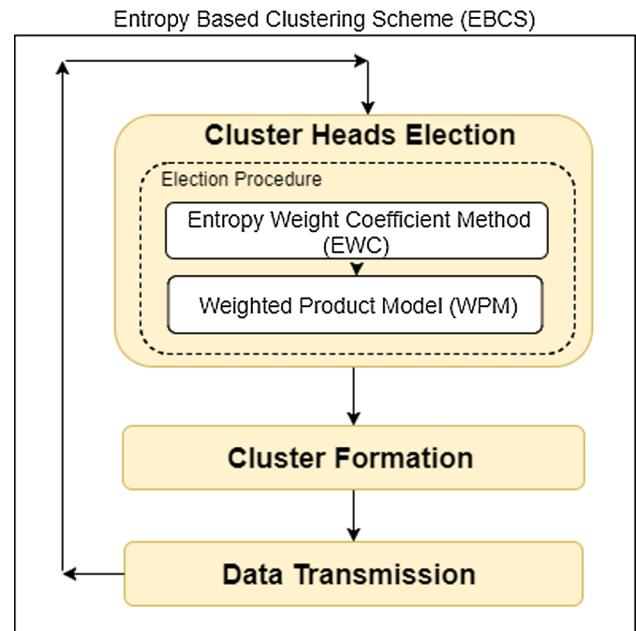 Entropy Based Clustering Scheme (EBCS)
Cluster Heads Election
Election Procedure
Entropy Weight Coefficient Method
(EWC)
Weighted Product Model (WPM)
Cluster Formation
Data Transmission